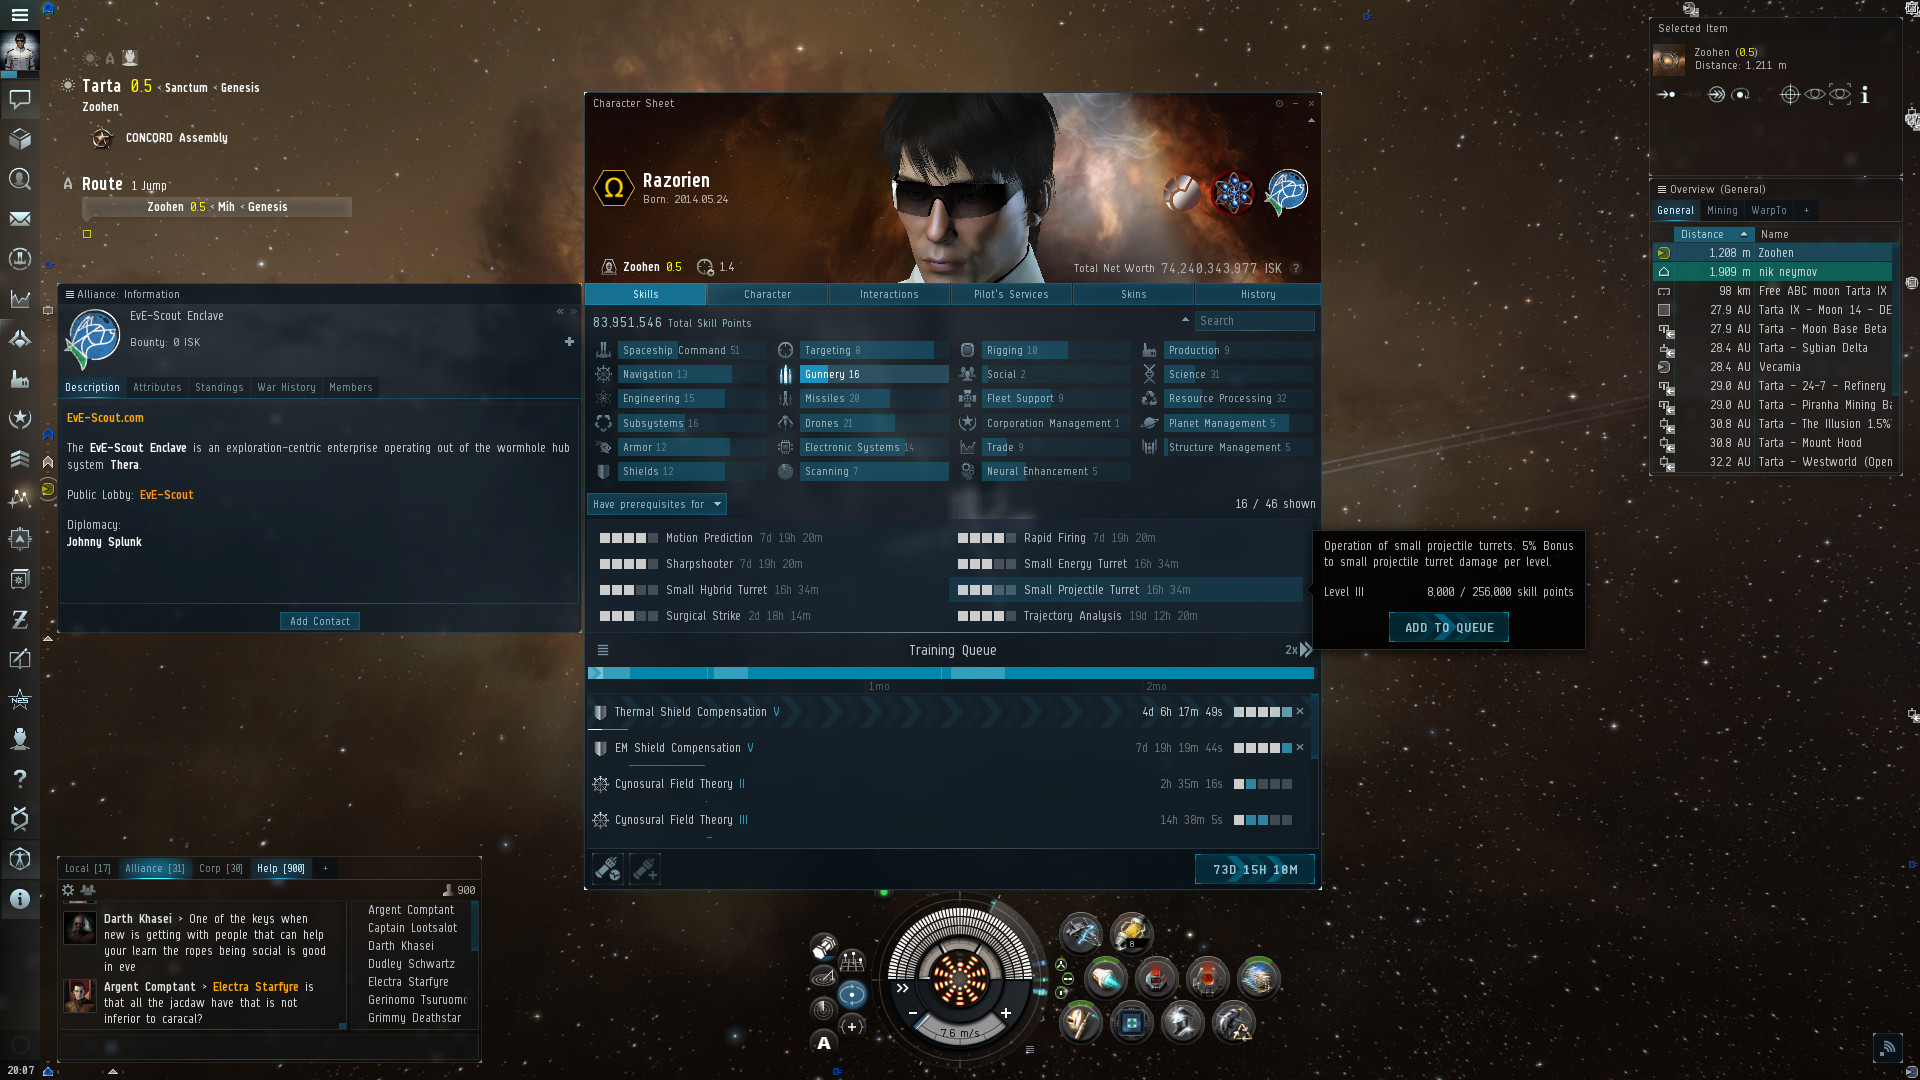 Tarta 0.5 < Sanctum < Genesis
Zoohen
CONCORD Assembly
A Route 1 Jump
Zoohen 0.5 < Mih < Genesis
Alliance: Information
EvE-Scout Enclave
Bounty: 0 ISK
Description Attributes Standings War History Members
EvE-Scout.com
The EvE-Scout Enclave is an exploration-centric enterprise operating out of the wormhole hub
system Thera.
Public Lobby: EvE-Scout
Diplomacy:
Johnny Splunk
Add Contact
Local [17] Alliance [31] Corp [30] Help [900] +
900
Darth Khasei > One of the keys when
new is getting with people that can help
your learn the ropes being social is good
in eve
Argent Comptant > Electra Starfyre is
that all the jacdaw have that is not
inferior to caracal?
Argent Comptant
Captain Lootsalot
Darth Khasei
Dudley Schwartz
Electra Starfyre
Gerinomo Tsuruomo
Grimmy Deathstar
20:07
Character Sheet
Ω
Razorien
Born: 2014.05.24
Zoohen 0.5 1.4
Total Net Worth 74,240,343,977 ISK ?
Skills Character Interactions Pilot's Services Skins History
83,951,546 Total Skill Points
Search
Spaceship Command 51 Targeting 8 Rigging 10 Production 9
Navigation 13 Gunnery 16 Social 2 Science 31
Engineering 15 Missiles 20 Fleet Support 9 Resource Processing 32
Subsystems 16 Drones 21 Corporation Management 1 Planet Management 5
Armor 12 Electronic Systems 14 Trade 9 Structure Management 5
Shields 12 Scanning 7 Neural Enhancement 5
Have prerequisites for
16 / 46 shown
Motion Prediction 7d 19h 20m Rapid Firing 7d 19h 20m
Sharpshooter 7d 19h 20m Small Energy Turret 16h 34m
Small Hybrid Turret 16h 34m Small Projectile Turret 16h 34m
Surgical Strike 2d 18h 14m Trajectory Analysis 19d 12h 20m
Training Queue 2x
1mo 2mo
Thermal Shield Compensation V 4d 6h 17m 49s
EM Shield Compensation V 7d 19h 19m 44s
Cynosural Field Theory II 2h 35m 16s
Cynosural Field Theory III 14h 38m 5s
73D 15H 18M
Operation of small projectile turrets. 5% Bonus
to small projectile turret damage per level.
Level III 8,000 / 256,000 skill points
ADD TO QUEUE
7.6 m/s
A
8
Selected Item
Zoohen (0.5)
Distance: 1,211 m
Overview (General)
General Mining WarpTo +
Distance Name
1,208 m Zoohen
1,909 m nik neymov
98 km Free ABC moon Tarta IX
27.9 AU Tarta IX - Moon 14 - DE
27.9 AU Tarta - Moon Base Beta
28.4 AU Tarta - Sybian Delta
28.4 AU Vecamia
29.0 AU Tarta - 24-7 - Refinery
29.0 AU Tarta - Piranha Mining Ba
30.8 AU Tarta - The Illusion 1.5%
30.8 AU Tarta - Mount Hood
32.2 AU Tarta - Westworld (Open